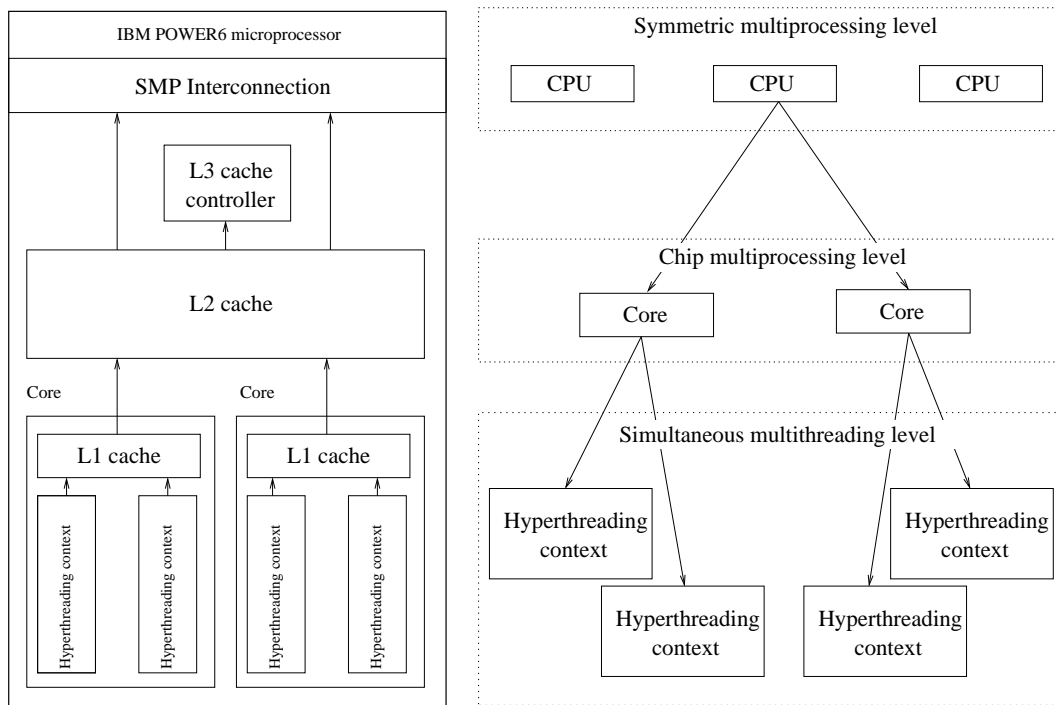 IBM POWER6 microprocessor
SMP Interconnection
L3 cache
controller
L2 cache
Core
Core
L1 cache
L1 cache
Hyperthreading context
Hyperthreading context
Hyperthreading context
Hyperthreading context
Symmetric multiprocessing level
CPU
CPU
CPU
Chip multiprocessing level
Core
Core
Simultaneous multithreading level
Hyperthreading
context
Hyperthreading
context
Hyperthreading
context
Hyperthreading
context